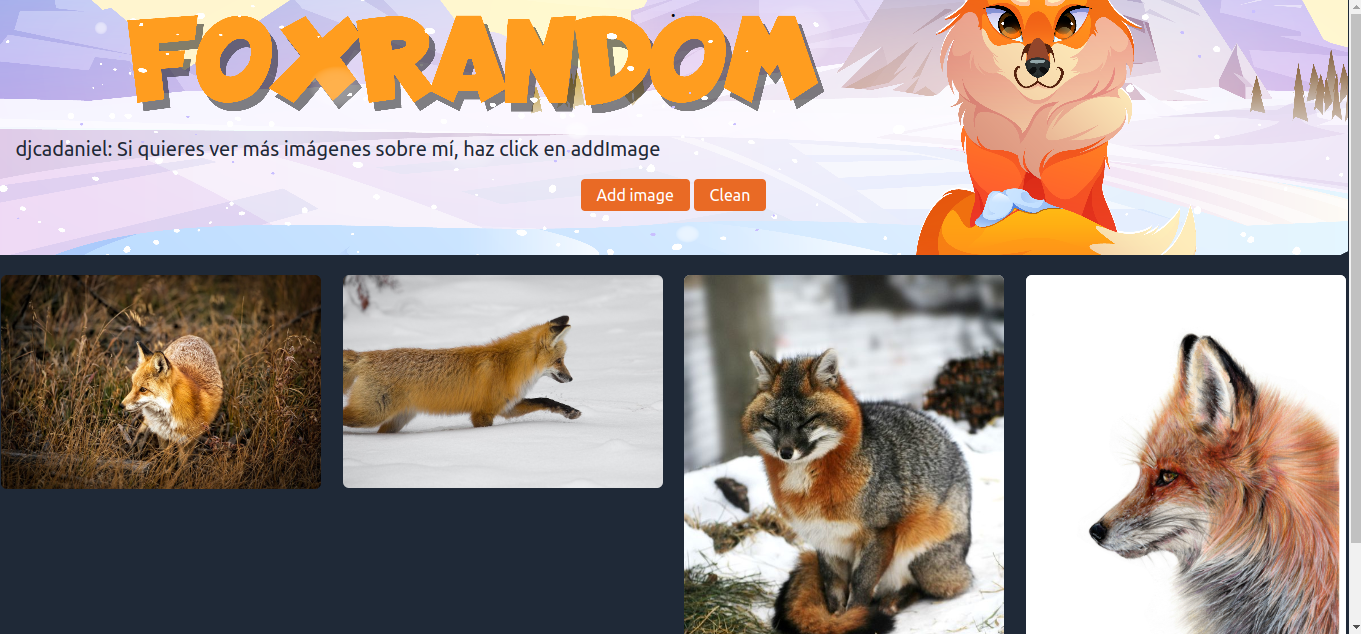 FOXRANDOM
djcadaniel: Si quieres ver más imágenes sobre mí, haz click en addImage
Add image
Clean